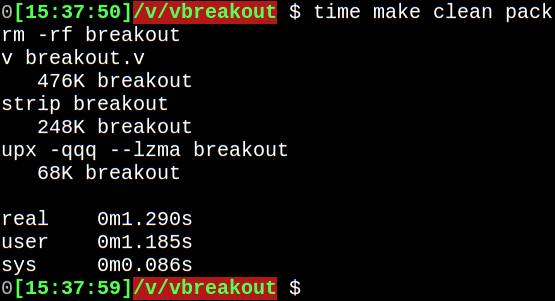 0[15:37:50]/v/vbreakout $ time make clean pack
rm -rf breakout
v breakout.v
   476K breakout
strip breakout
   248K breakout
upx -qqq --lzma breakout
   68K breakout

real    0m1.290s
user    0m1.185s
sys     0m0.086s
0[15:37:59]/v/vbreakout $